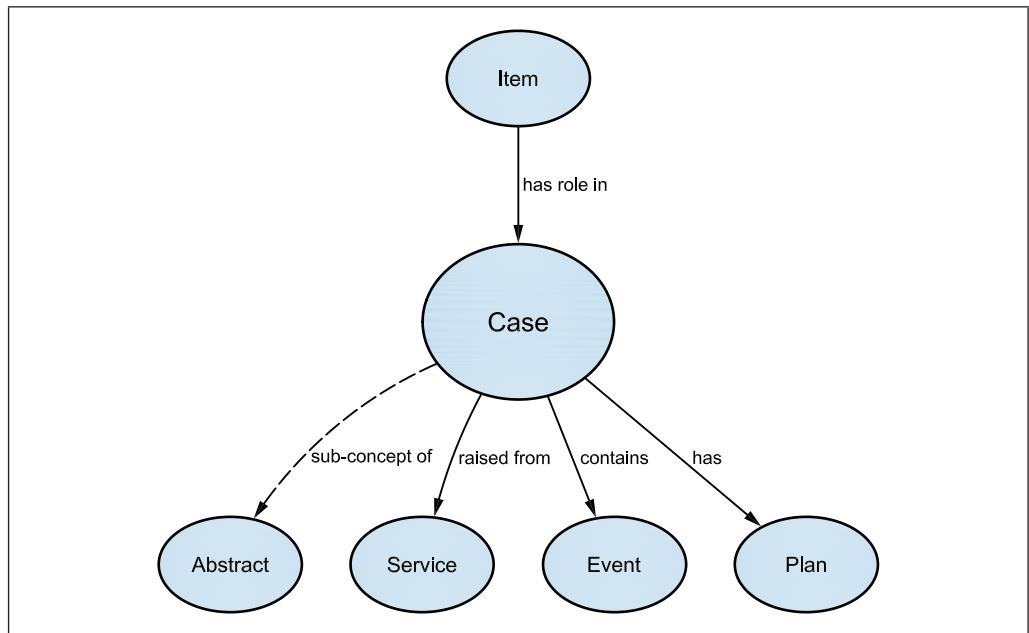 Item
has role in
Case
sub-concept of
raised from
contains
has
Abstract
Service
Event
Plan